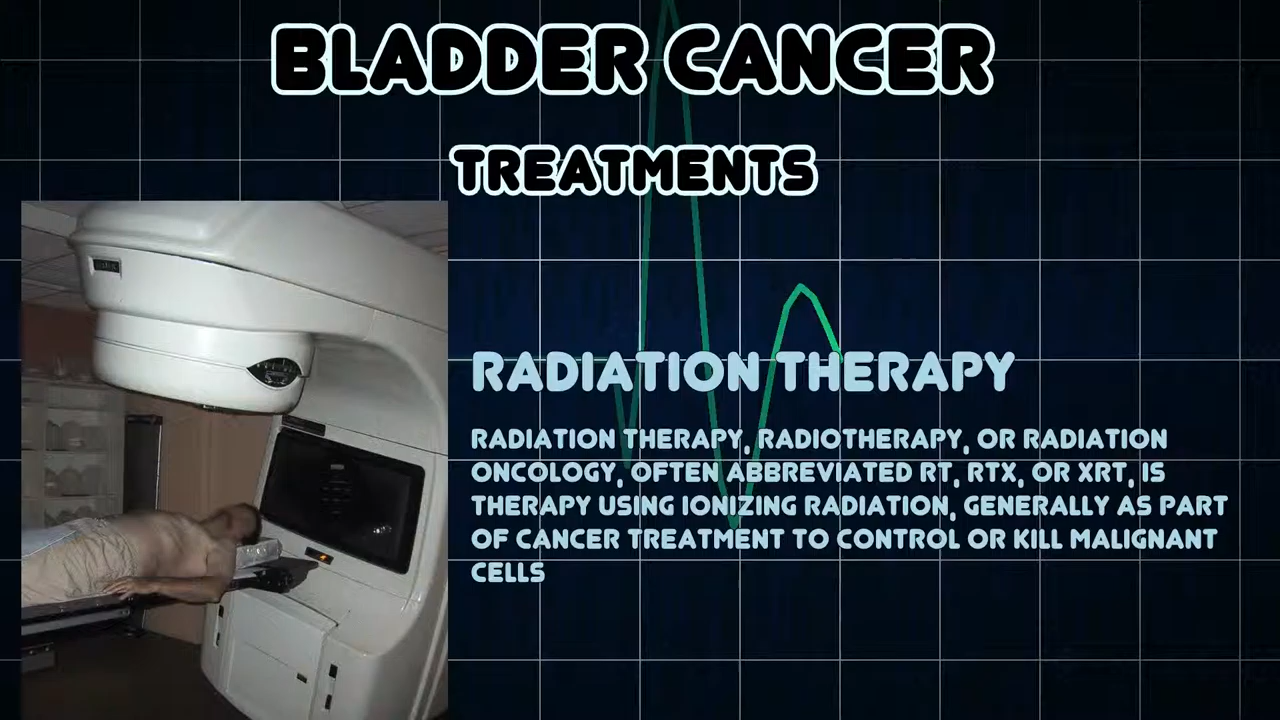 BLADDER CANCER
TREATMENTS
RADIATION THERAPY
RADIATION THERAPY, RADIOTHERAPY, OR RADIATION
ONCOLOGY, OFTEN ABBREVIATED RT, RTX, OR XRT, IS
THERAPY USING IONIZING RADIATION, GENERALLY AS PART
OF CANCER TREATMENT TO CONTROL OR KILL MALIGNANT
CELLS